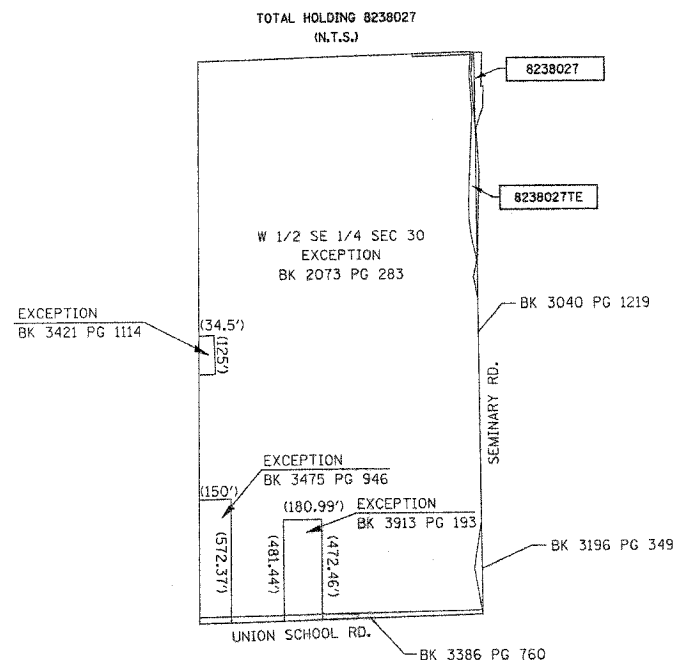 TOTAL HOLDING 8238027
(N.T.S.)
8238027
8238027TE
W 1/2 SE 1/4 SEC 30
EXCEPTION
BK 2073 PG 283
BK 3040 PG 1219
EXCEPTION
BK 3421 PG 1114
(34.5')
(125')
SEMINARY RD.
EXCEPTION
BK 3475 PG 946
(150')
(572.37')
(180.99')
EXCEPTION
BK 3913 PG 193
(481.44')
(472.46')
BK 3196 PG 349
UNION SCHOOL RD.
BK 3386 PG 760